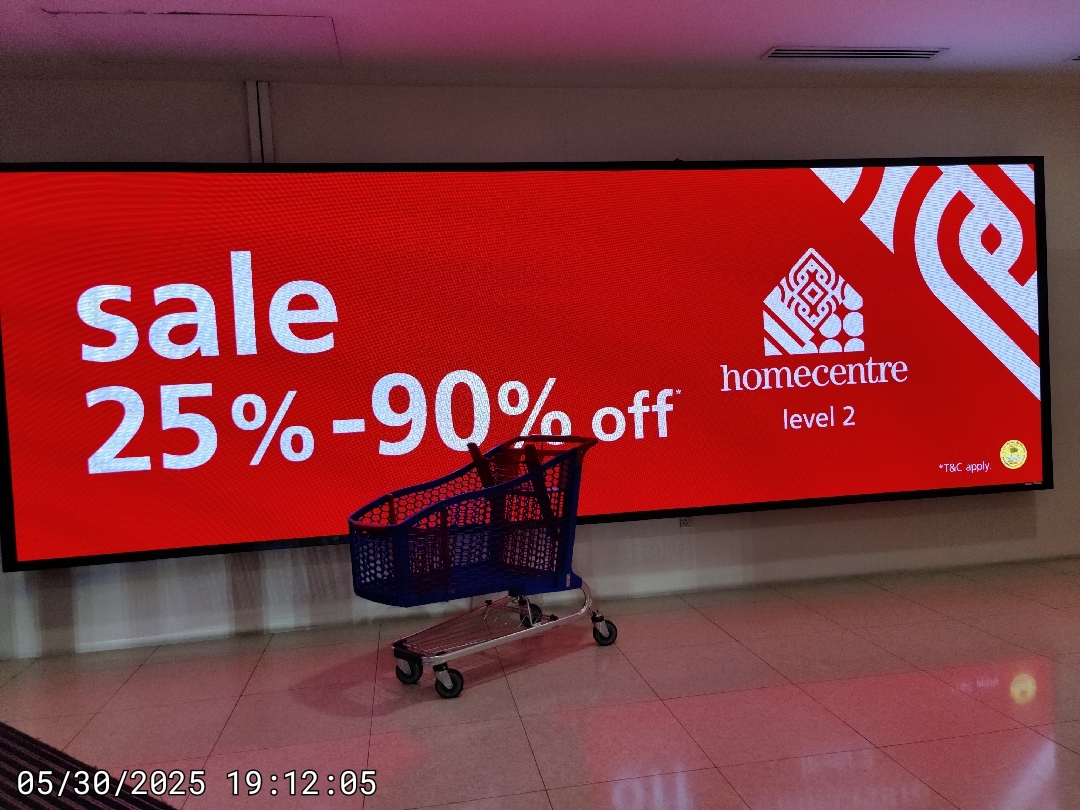 sale
25% - 90% off*
homecentre
level 2
*T&C apply.
05/30/2025 19:12:05